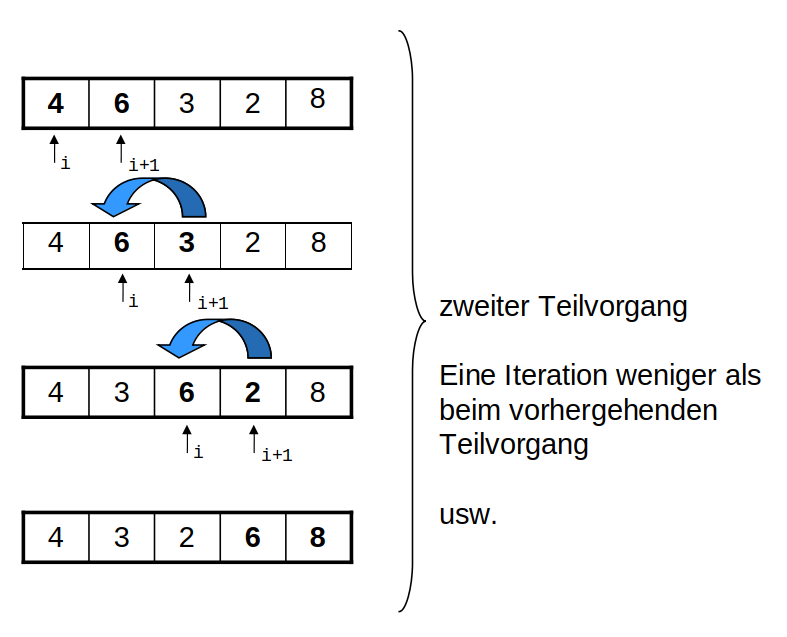 4 6 3 2 8
i i+1
4 6 3 2 8
i i+1
4 3 6 2 8
i i+1
4 3 2 6 8
zweiter Teilvorgang
Eine Iteration weniger als
beim vorhergehenden
Teilvorgang
usw.